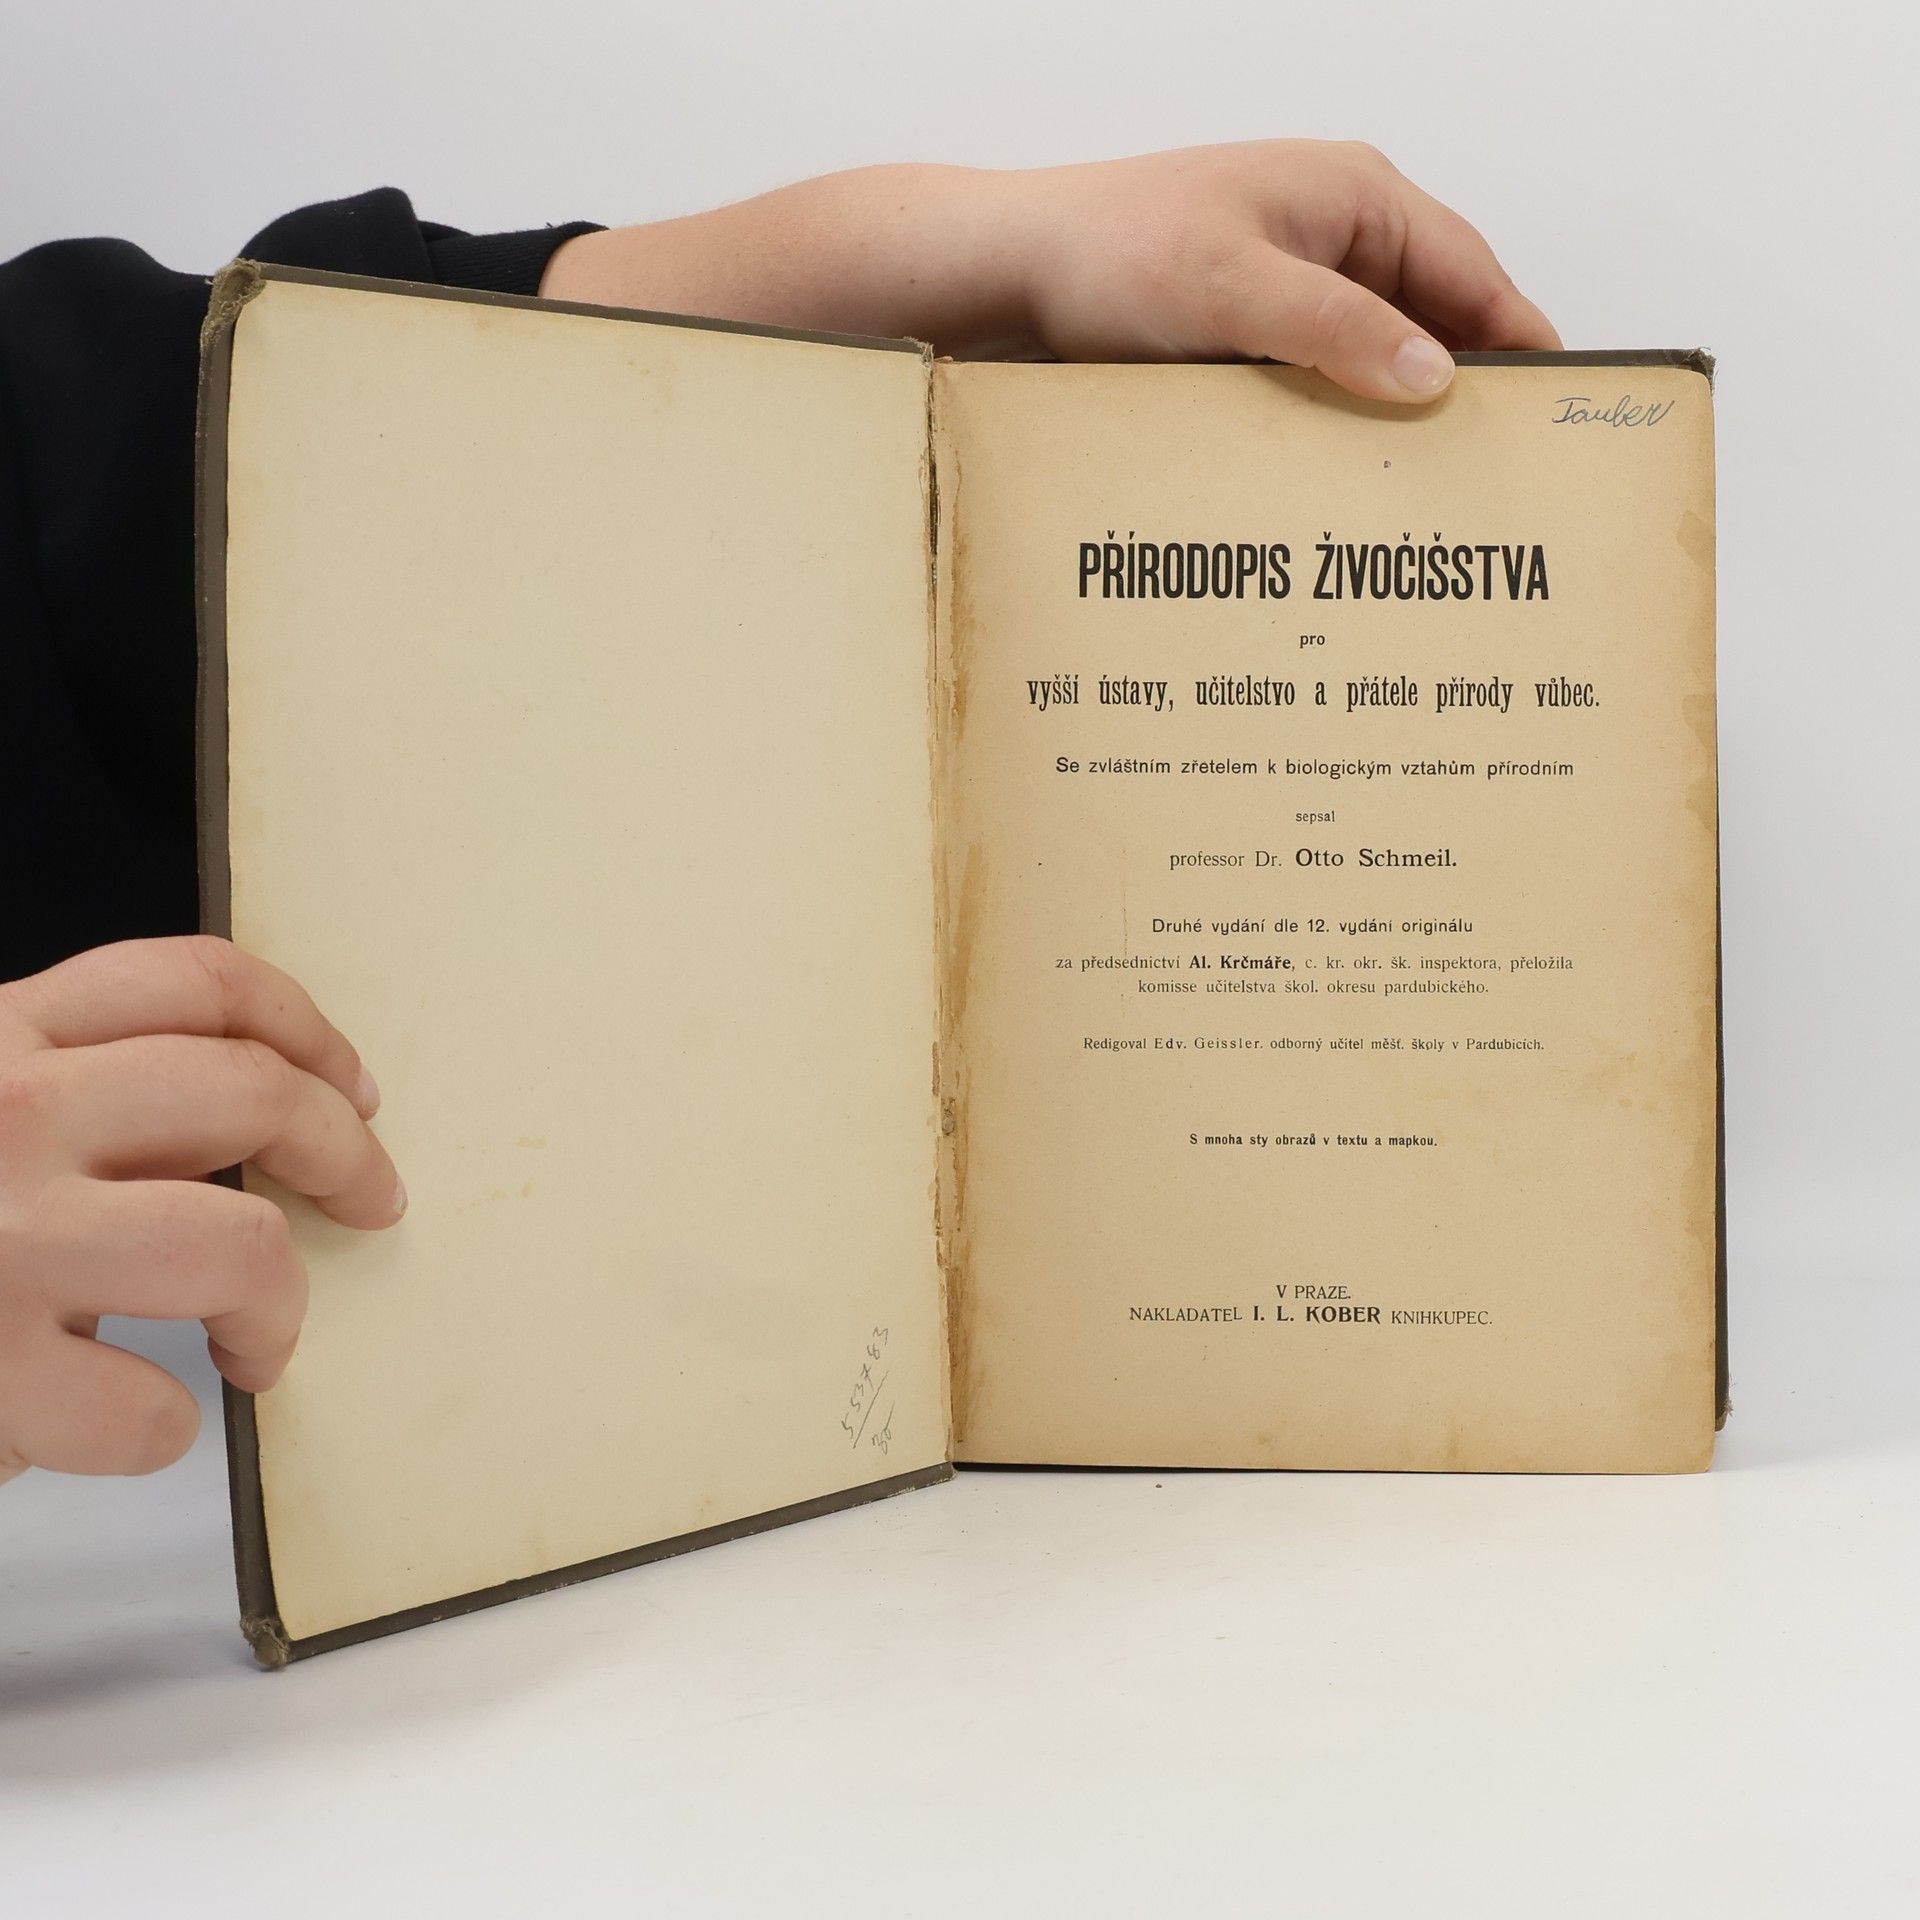 553783
30
Tauber
PŘÍRODOPIS ŽIVOČIŠSTVA
pro
vyšší ústavy, učitelstvo a přátele přírody vůbec.
Se zvláštním zřetelem k biologickým vztahům přírodním
sepsal
professor Dr. Otto Schmeil.
Druhé vydání dle 12. vydání originálu
za předsednictví Al. Krčmáře, c. kr. okr. šk. inspektora, přeložila
komisse učitelstva škol. okresu pardubického.
Redigoval Edv. Geissler. odborný učitel měšť. školy v Pardubicích.
S mnoha sty obrazů v textu a mapkou.
V PRAZE.
NAKLADATEL I. L. KOBER KNIHKUPEC.